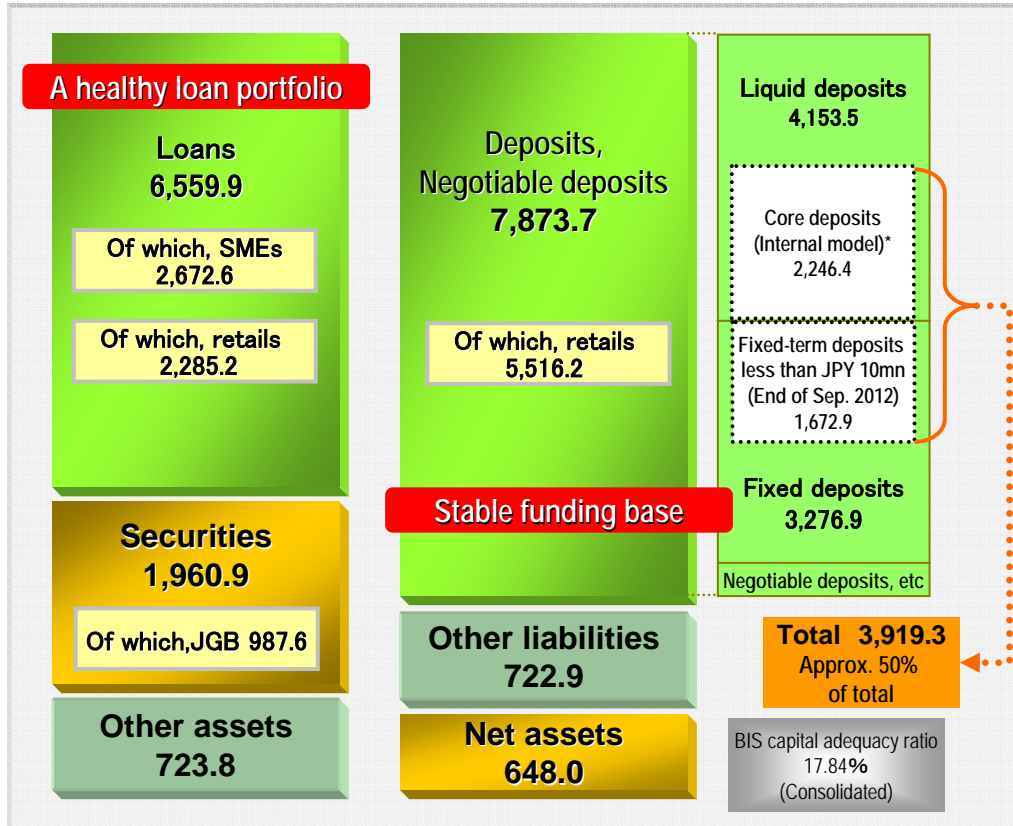 A healthy loan portfolio
Loans
6,559.9
Of which, SMEs
2,672.6
Of which, retails
2,285.2
Securities
1,960.9
Of which,JGB 987.6
Other assets
723.8
Deposits,
Negotiable deposits
7,873.7
Of which, retails
5,516.2
Stable funding base
Other liabilities
722.9
Net assets
648.0
Liquid deposits
4,153.5
Core deposits
(Internal model)*
2,246.4
Fixed-term deposits
less than JPY 10mn
(End of Sep. 2012)
1,672.9
Fixed deposits
3,276.9
Negotiable deposits, etc
Total 3,919.3
Approx. 50%
of total
BIS capital adequacy ratio
17.84%
(Consolidated)